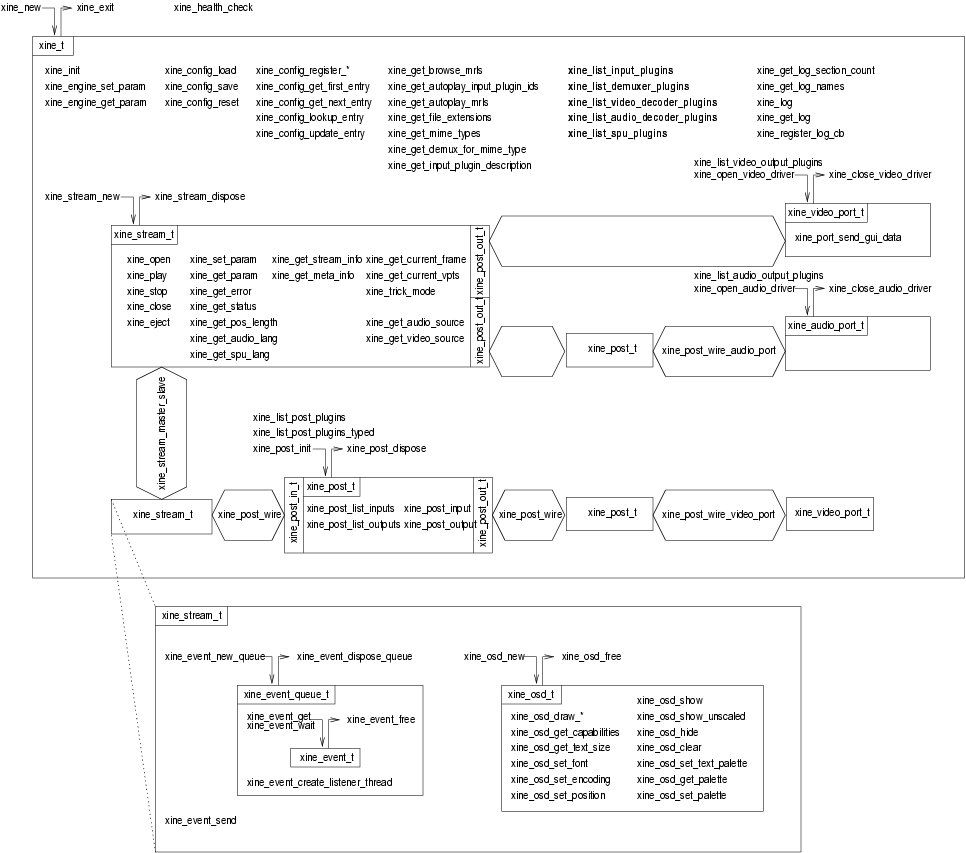 xine_new
xine_exit
xine_health_check
xine_t
xine_init
xine_engine_set_param
xine_engine_get_param
xine_config_load
xine_config_save
xine_config_reset
xine_config_register_*
xine_config_get_first_entry
xine_config_get_next_entry
xine_config_lookup_entry
xine_config_update_entry
xine_get_browse_mrls
xine_get_autoplay_input_plugin_ids
xine_get_autoplay_mrls
xine_get_file_extensions
xine_get_mime_types
xine_get_demux_for_mime_type
xine_get_input_plugin_description
xine_list_input_plugins
xine_list_demuxer_plugins
xine_list_video_decoder_plugins
xine_list_audio_decoder_plugins
xine_list_spu_plugins
xine_get_log_section_count
xine_get_log_names
xine_log
xine_get_log
xine_register_log_cb
xine_list_video_output_plugins
xine_open_video_driver
xine_close_video_driver
xine_video_port_t
xine_port_send_gui_data
xine_stream_new
xine_stream_dispose
xine_stream_t
xine_open
xine_play
xine_stop
xine_close
xine_eject
xine_set_param
xine_get_param
xine_get_error
xine_get_status
xine_get_pos_length
xine_get_audio_lang
xine_get_spu_lang
xine_get_stream_info
xine_get_meta_info
xine_get_current_frame
xine_get_current_vpts
xine_trick_mode
xine_get_audio_source
xine_get_video_source
xine_post_out_t
xine_post_out_t
xine_list_audio_output_plugins
xine_open_audio_driver
xine_close_audio_driver
xine_post_t
xine_post_wire_audio_port
xine_audio_port_t
xine_stream_master_slave
xine_list_post_plugins
xine_list_post_plugins_typed
xine_post_init
xine_post_dispose
xine_stream_t
xine_post_wire
xine_post_in_t
xine_post_t
xine_post_list_inputs
xine_post_input
xine_post_list_outputs
xine_post_output
xine_post_out_t
xine_post_wire
xine_post_t
xine_post_wire_video_port
xine_video_port_t
xine_stream_t
xine_event_new_queue
xine_event_dispose_queue
xine_event_queue_t
xine_event_get
xine_event_wait
xine_event_free
xine_event_t
xine_event_create_listener_thread
xine_event_send
xine_osd_new
xine_osd_free
xine_osd_t
xine_osd_draw_*
xine_osd_get_capabilities
xine_osd_get_text_size
xine_osd_set_font
xine_osd_set_encoding
xine_osd_set_position
xine_osd_show
xine_osd_show_unscaled
xine_osd_hide
xine_osd_clear
xine_osd_set_text_palette
xine_osd_get_palette
xine_osd_set_palette